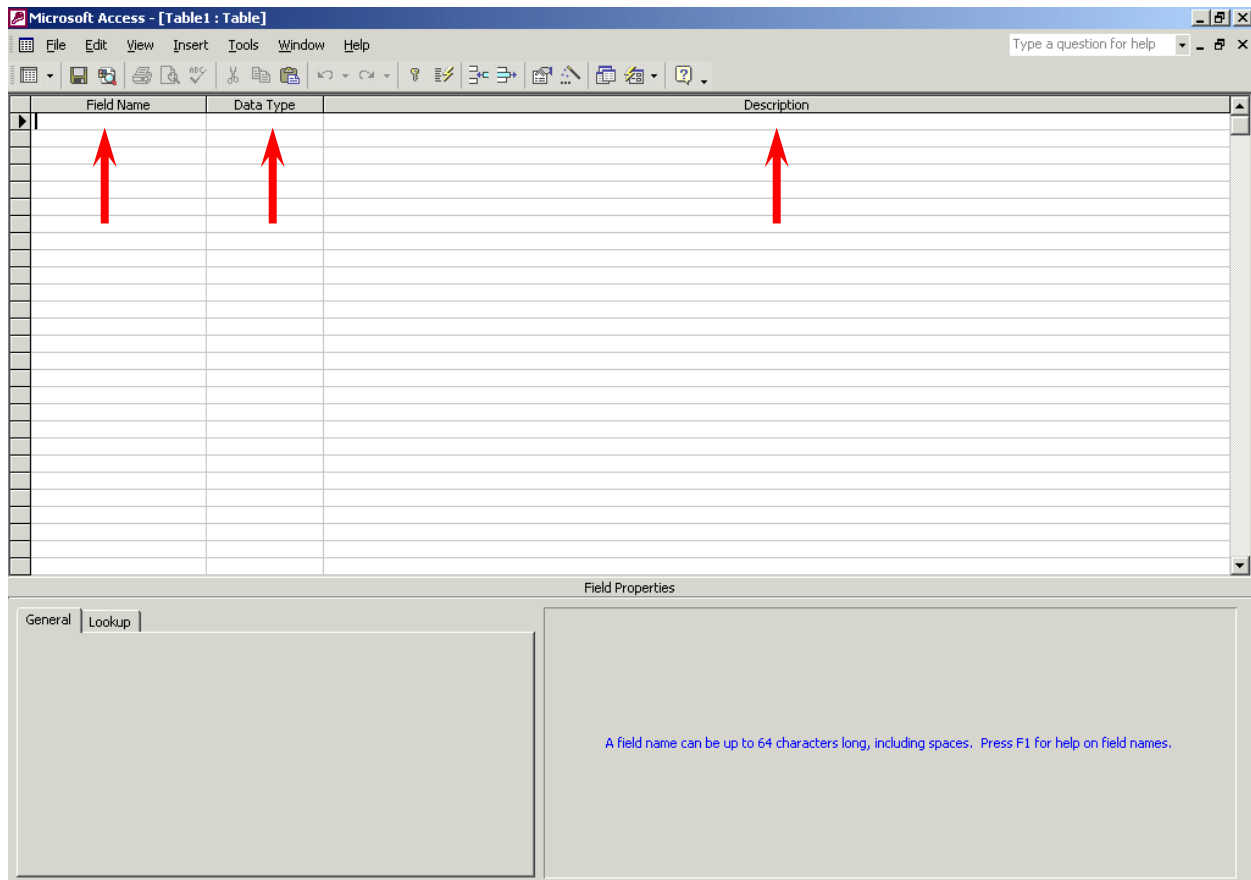 Microsoft Access - [Table1 : Table]
File Edit View Insert Tools Window Help Type a question for help
ABC
Field Name Data Type Description
Field Properties
General Lookup
A field name can be up to 64 characters long, including spaces. Press F1 for help on field names.